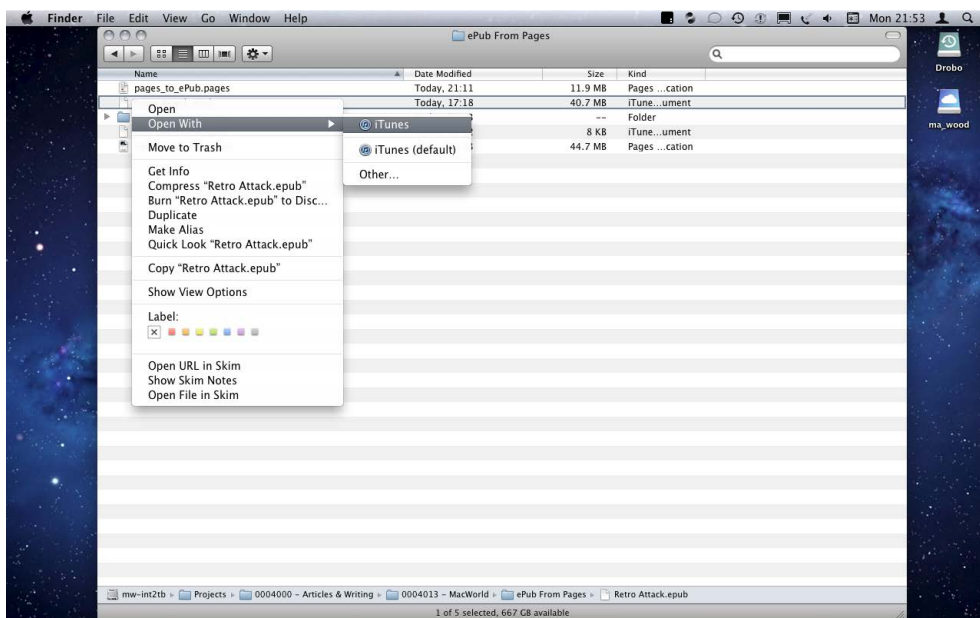 Finder File Edit View Go Window Help Mon 21:53
ePub From Pages
Drobo
Name Date Modified Size Kind
pages_to_ePub.pages Today, 21:11 11.9 MB Pages ...cation
Today, 17:18 40.7 MB iTune...ument
Open
-- Folder
Open With iTunes
8 KB iTune...ument
ma_wood
Move to Trash iTunes (default)
44.7 MB Pages ...cation
Get Info Other...
Compress “Retro Attack.epub”
Burn “Retro Attack.epub” to Disc...
Duplicate
Make Alias
Quick Look “Retro Attack.epub”
Copy “Retro Attack.epub”
Show View Options
Label:
Open URL in Skim
Show Skim Notes
Open File in Skim
mw-int2tb Projects 0004000 - Articles & Writing 0004013 - MacWorld ePub From Pages Retro Attack.epub
1 of 5 selected, 667 GB available